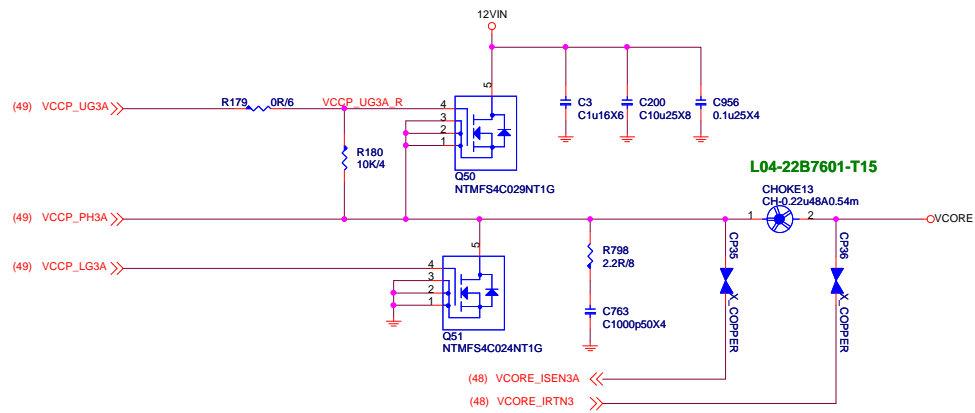 12VIN
(49) VCCP_UG3A
R179 0R/6
VCCP_UG3A_R
5
4
3
2
1
C3
C1u16X6
C200
C10u25X8
C956
0.1u25X4
R180
10K/4
Q50
NTMFS4C029NT1G
L04-22B7601-T15
CHOKE13
CH-0.22u48A0.54m
(49) VCCP_PH3A
1
2
VCORE
5
(49) VCCP_LG3A
4
3
2
1
R798
2.2R/8
CP35
X_COPPER
CP36
X_COPPER
C763
C1000p50X4
Q51
NTMFS4C024NT1G
(48) VCORE_ISEN3A
(48) VCORE_IRTN3